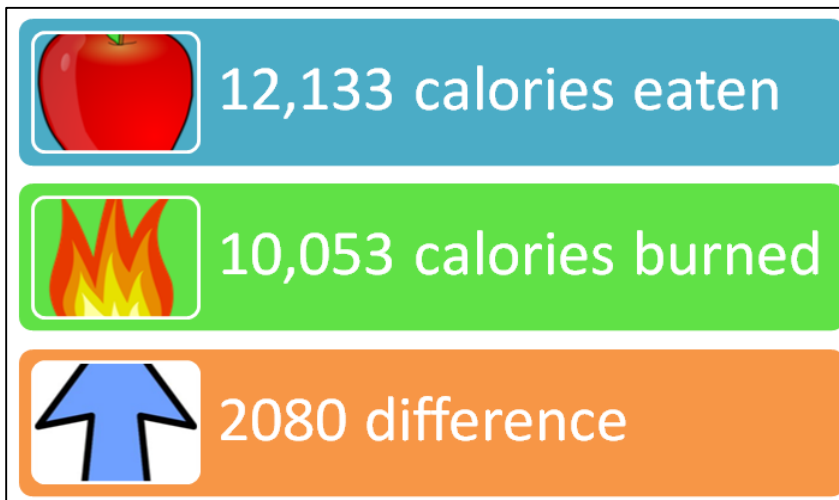 12,133 calories eaten
10,053 calories burned
2080 difference